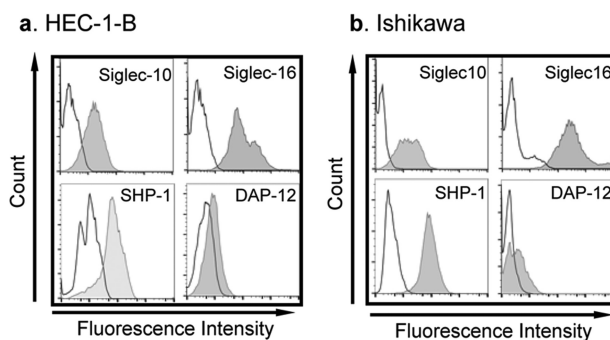 a. HEC-1-B
Siglec-10
Siglec-16
SHP-1
DAP-12
Count
Fluorescence Intensity
b. Ishikawa
Siglec10
Siglec16
SHP-1
DAP-12
Count
Fluorescence Intensity